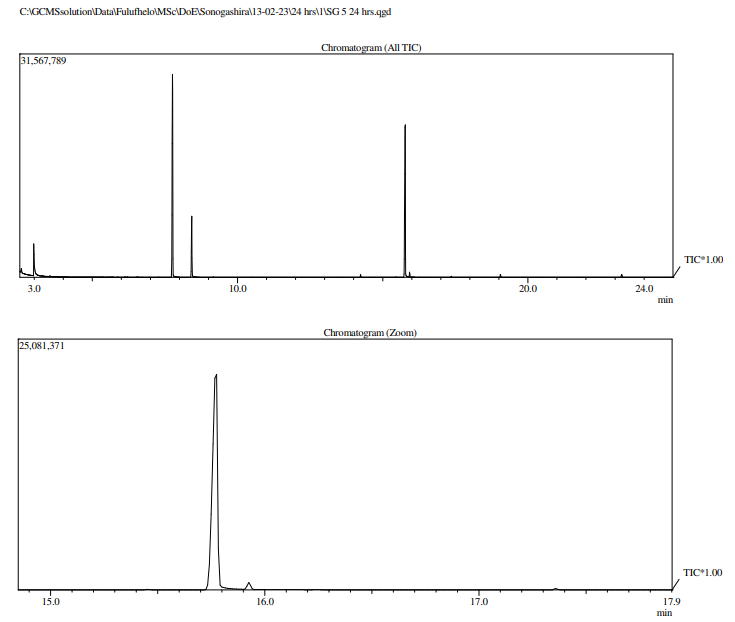 C:\GCMSsolution\Data\Fulufhelo\MSc\DoE\Sonogashira\13-02-23\24 hrs\1\SG 5 24 hrs.qgd
Chromatogram (All TIC)
31,567,789
TIC*1.00
3.0 10.0 20.0 24.0
min
Chromatogram (Zoom)
25,081,371
TIC*1.00
15.0 16.0 17.0 17.9
min